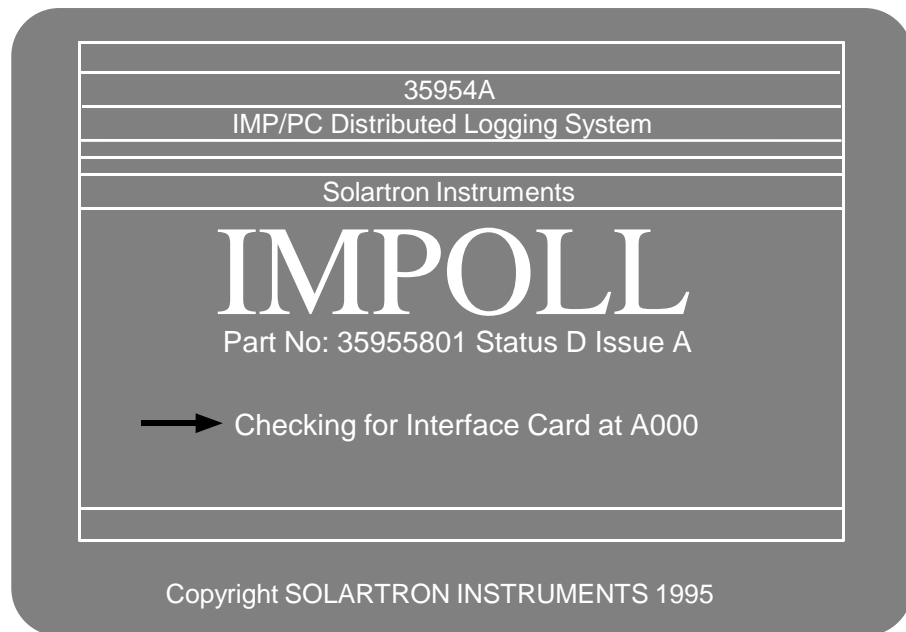 35954A
IMP/PC Distributed Logging System
Solartron Instruments
IMPOLL
Part No: 35955801 Status D Issue A
Checking for Interface Card at A000
Copyright SOLARTRON INSTRUMENTS 1995